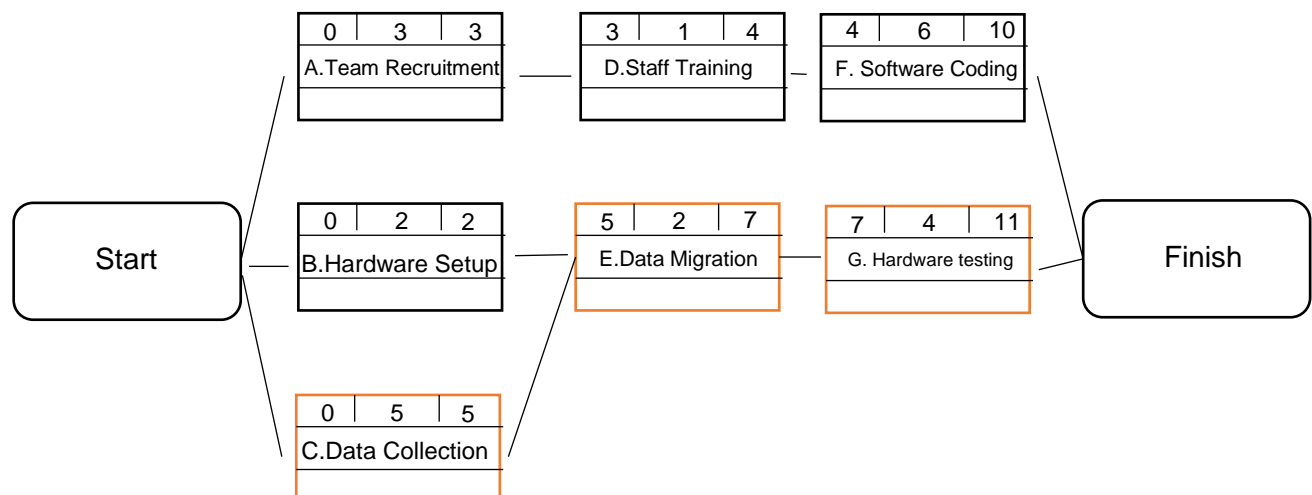 0 3 3
A.Team Recruitment
3 1 4
D.Staff Training
4 6 10
F. Software Coding
Start
0 2 2
B.Hardware Setup
5 2 7
E.Data Migration
7 4 11
G. Hardware testing
Finish
0 5 5
C.Data Collection